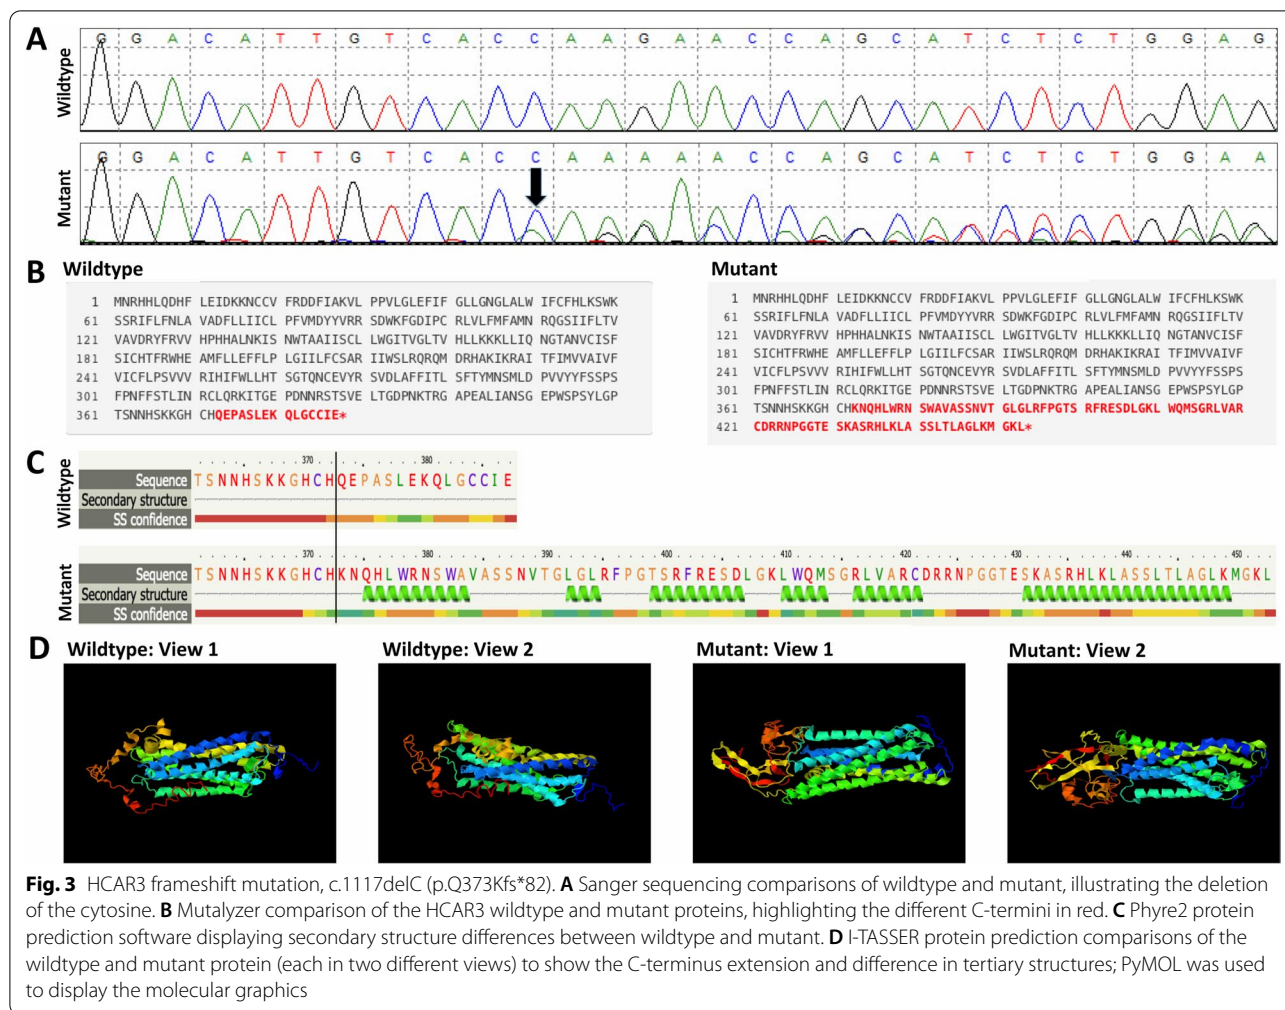 A
Wildtype
G G A C A T T G T C A C C A A G A A C C A G C A T C T C T G G A G
Mutant
G G A C A T T G T C A C C A A A A A C C A G C A T C T C T G G A A
B Wildtype
1 MNRHHLQDHF LEIDKKNCCV FRDDFIAKVL PPVLGLEFIF GLLGNGLALW IFCFHLKSWK
61 SSRIFLFNLA VADFLLIICL PFVMDYYVRR SDWKFGDIPC RLVLFMFAMN RQGSIIFLTV
121 VAVDRYFRVV HPHHALNKIS NWTAAIISCL LWGITVGLTV HLLKKKLLIQ NGTANVCISF
181 SICHTFRWHE AMFLLEFFLP LGIILFCSAR IIWSLRQRQM DRHAKIKRAI TFIMVVAIVF
241 VICFLPSVVV RIHIFWLLHT SGTQNCEVYR SVDLAFFITL SFTYMNSMLD PVVYYFSSPS
301 FPNFFSTLIN RCLQRKITGE PDNNRSTSVE LTGDPNKTRG APEALIANSG EPWSPSYLGP
361 TSNNHSKKGH CHQEPASLEK QLGCCIE*
Mutant
1 MNRHHLQDHF LEIDKKNCCV FRDDFIAKVL PPVLGLEFIF GLLGNGLALW IFCFHLKSWK
61 SSRIFLFNLA VADFLLIICL PFVMDYYVRR SDWKFGDIPC RLVLFMFAMN RQGSIIFLTV
121 VAVDRYFRVV HPHHALNKIS NWTAAIISCL LWGITVGLTV HLLKKKLLIQ NGTANVCISF
181 SICHTFRWHE AMFLLEFFLP LGIILFCSAR IIWSLRQRQM DRHAKIKRAI TFIMVVAIVF
241 VICFLPSVVV RIHIFWLLHT SGTQNCEVYR SVDLAFFITL SFTYMNSMLD PVVYYFSSPS
301 FPNFFSTLIN RCLQRKITGE PDNNRSTSVE LTGDPNKTRG APEALIANSG EPWSPSYLGP
361 TSNNHSKKGH CHKNQHLWRN SWAVASSNVT GLGLRFPGTS RFRESDLGKL WQMSGRLVAR
421 CDRRNPGGTE SKASRHLKLA SSLTLAGLKM GKL*
C
Wildtype
370 380
Sequence TSNNHSKKGHCHQEPASLEKQLGCCIE
Secondary structure
SS confidence
Mutant
370 380 390 400 410 420 430 440 450
Sequence TSNNHSKKGHCHKNQHLWRNSWAVASSNVTGLGLRFPGTSRFRESDLGKLWQMSGRLVARCDRRNPGGTESKASRHLKLASSLTLAGLKMGKL
Secondary structure
SS confidence
D Wildtype: View 1 Wildtype: View 2 Mutant: View 1 Mutant: View 2
Fig. 3 HCAR3 frameshift mutation, c.1117delC (p.Q373Kfs*82). A Sanger sequencing comparisons of wildtype and mutant, illustrating the deletion
of the cytosine. B Mutalyzer comparison of the HCAR3 wildtype and mutant proteins, highlighting the different C-termini in red. C Phyre2 protein
prediction software displaying secondary structure differences between wildtype and mutant. D I-TASSER protein prediction comparisons of the
wildtype and mutant protein (each in two different views) to show the C-terminus extension and difference in tertiary structures; PyMOL was used
to display the molecular graphics